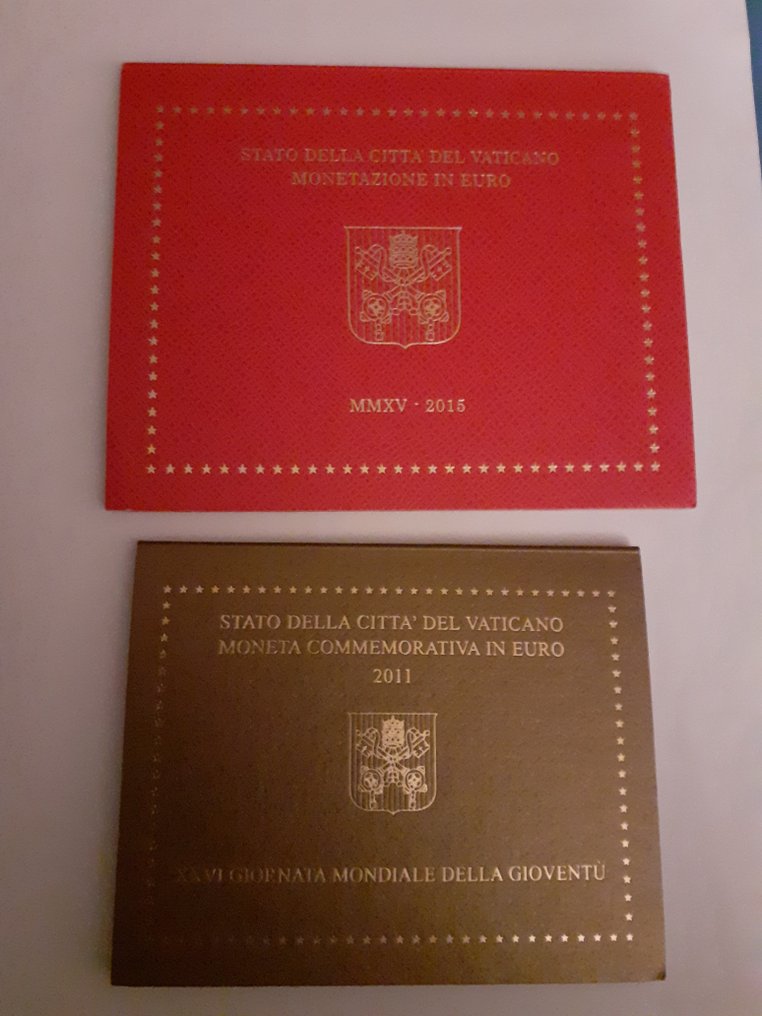 STATO DELLA CITTA' DEL VATICANO
MONETAZIONE IN EURO
MMXV - 2015
STATO DELLA CITTA' DEL VATICANO
MONETA COMMEMORATIVA IN EURO
2011
XXVI GIORNATA MONDIALE DELLA GIOVENTÙ